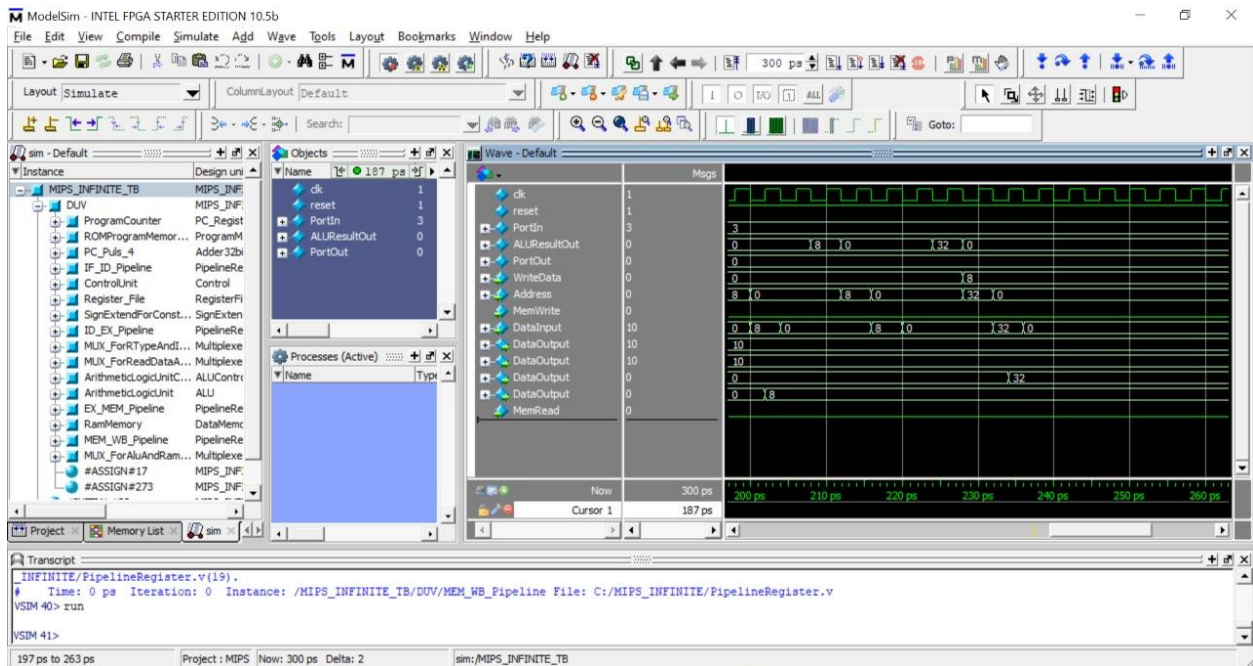 ModelSim - INTEL FPGA STARTER EDITION 10.5b
File Edit View Compile Simulate Add Wave Tools Layout Bookmarks Window Help
300 ps
Layout Simulate
ColumnLayout Default
ALL
Search:
Goto:
sim - Default
Instance Design uni
MIPS_INFINITE_TB MIPS_INF
DUV MIPS_INF
ProgramCounter PC_Regist
ROMProgramMemor... ProgramM
PC_Puls_4 Adder32bi
IF_ID_Pipeline PipelineRe
ControlUnit Control
Register_File RegisterFi
SignExtendForConst... SignExten
ID_EX_Pipeline PipelineRe
MUX_ForRTypeAndI... Multiplexe
MUX_ForReadDataA... Multiplexe
ArithmeticLogicUnitC... ALUContro
ArithmeticLogicUnit ALU
EX_MEM_Pipeline PipelineRe
RamMemory DataMemo
MEM_WB_Pipeline PipelineRe
MUX_ForAluAndRam... Multiplexe
#ASSIGN#17 MIPS_INF
#ASSIGN#273 MIPS_INF
Project Memory List sim
Objects
Name 187 ps
clk 1
reset 1
PortIn 3
ALUResultOut 0
PortOut 0
Processes (Active)
Name Type
Wave - Default
Msgs
clk 1
reset 1
PortIn 3 3
ALUResultOut 0 0 8 0 32 0
PortOut 0 0
WriteData 0 0 8
Address 0 8 0 8 0 32 0
MemWrite 0
DataInput 10 0 8 0 8 0 32 0
DataOutput 10 10
DataOutput 10 10
DataOutput 0 0 32
DataOutput 0 0 8
MemRead 0
Now 300 ps 200 ps 210 ps 220 ps 230 ps 240 ps 250 ps 260 ps
Cursor 1 187 ps
Transcript
_INFINITE/PipelineRegister.v(19).
# Time: 0 ps Iteration: 0 Instance: /MIPS_INFINITE_TB/DUV/MEM_WB_Pipeline File: C:/MIPS_INFINITE/PipelineRegister.v
VSIM 40> run
VSIM 41>
197 ps to 263 ps Project : MIPS Now: 300 ps Delta: 2 sim:/MIPS_INFINITE_TB